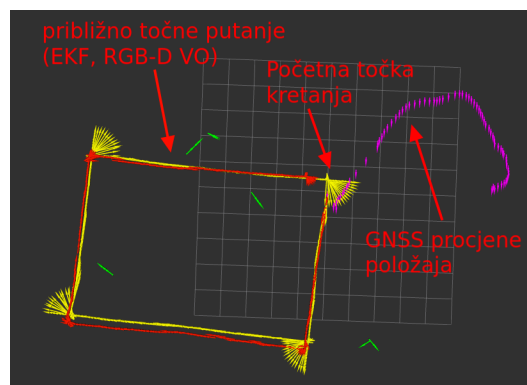 približno točne putanje
(EKF, RGB-D VO)
Početna točka
kretanja
GNSS procjene
položaja